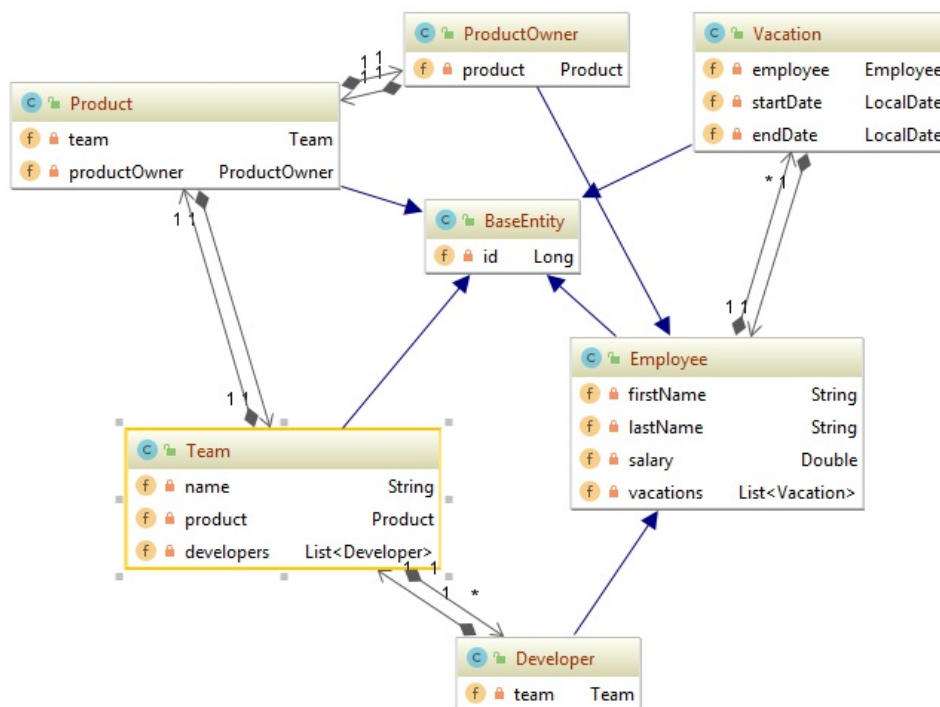 ProductOwner
product Product
Vacation
employee Employee
startDate LocalDate
endDate LocalDate
Product
team Team
productOwner ProductOwner
1 1
1 1
* 1
1 1
BaseEntity
id Long
1 1
Employee
firstName String
lastName String
salary Double
vacations List<Vacation>
1 1
Team
name String
product Product
developers List<Developer>
1 1
1 *
Developer
team Team